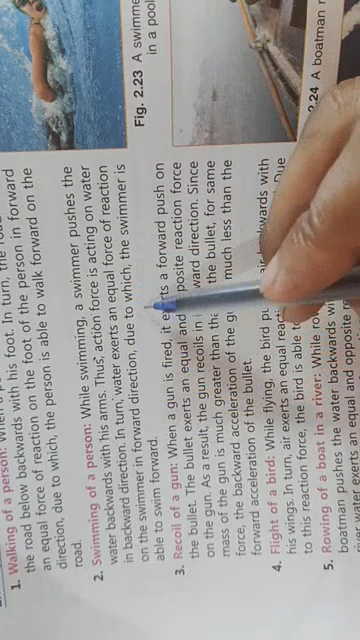 1. Walking of a person: When a
the road below backwards with his foot. In turn, the road
an equal force of reaction on the foot of the person in forward
direction, due to which, the person is able to walk forward on the
road.
2. Swimming of a person: While swimming, a swimmer pushes the
water backwards with his arms. Thus, action force is acting on water
in backward direction. In turn, water exerts an equal force of reaction
on the swimmer in forward direction, due to which, the swimmer is
able to swim forward.
3. Recoil of a gun: When a gun is fired, it exerts a forward push on
the bullet. The bullet exerts an equal and opposite reaction force
on the gun. As a result, the gun recoils in ward direction. Since
mass of the gun is much greater than the bullet, for same
force, the backward acceleration of the gu much less than the
forward acceleration of the bullet.
4. Flight of a bird: While flying, the bird pu air backwards with
his wings. In turn, air exerts an equal reac Due
to this reaction force, the bird is able to
5. Rowing of a boat in a river: While ro
boatman pushes the water backwards wi
river water exerts an equal and opposite re
Fig. 2.23 A swimme
in a pool
2.24 A boatman r